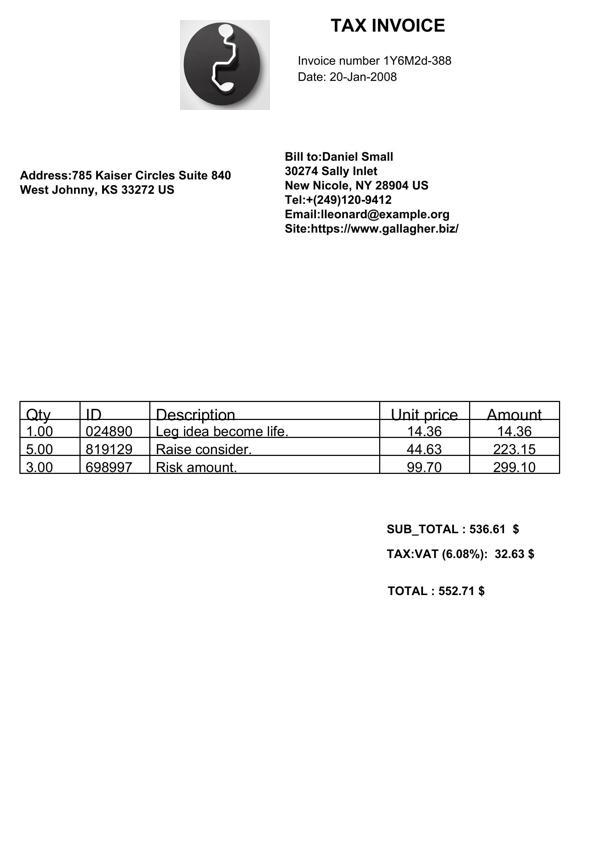 TAX INVOICE
Invoice number 1Y6M2d-388
Date: 20-Jan-2008
Address:785 Kaiser Circles Suite 840
West Johnny, KS 33272 US
Bill to:Daniel Small
30274 Sally Inlet
New Nicole, NY 28904 US
Tel:+(249)120-9412
Email:lleonard@example.org
Site:https://www.gallagher.biz/
Qty ID Description Unit price Amount
1.00 024890 Leg idea become life. 14.36 14.36
5.00 819129 Raise consider. 44.63 223.15
3.00 698997 Risk amount. 99.70 299.10
SUB_TOTAL : 536.61 $
TAX:VAT (6.08%): 32.63 $
TOTAL : 552.71 $